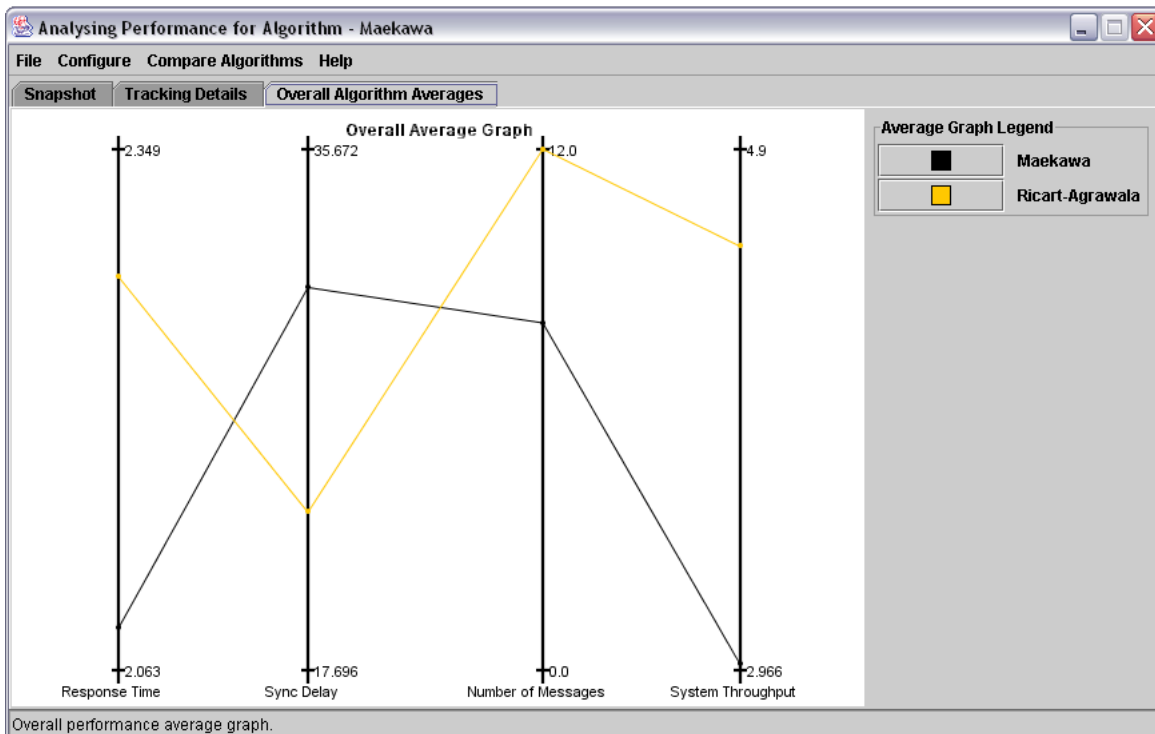 Analysing Performance for Algorithm - Maekawa
File Configure Compare Algorithms Help
Snapshot Tracking Details Overall Algorithm Averages
Overall Average Graph
2.349 35.672 12.0 4.9
2.063 17.696 0.0 2.966
Response Time Sync Delay Number of Messages System Throughput
Average Graph Legend
Maekawa
Ricart-Agrawala
Overall performance average graph.